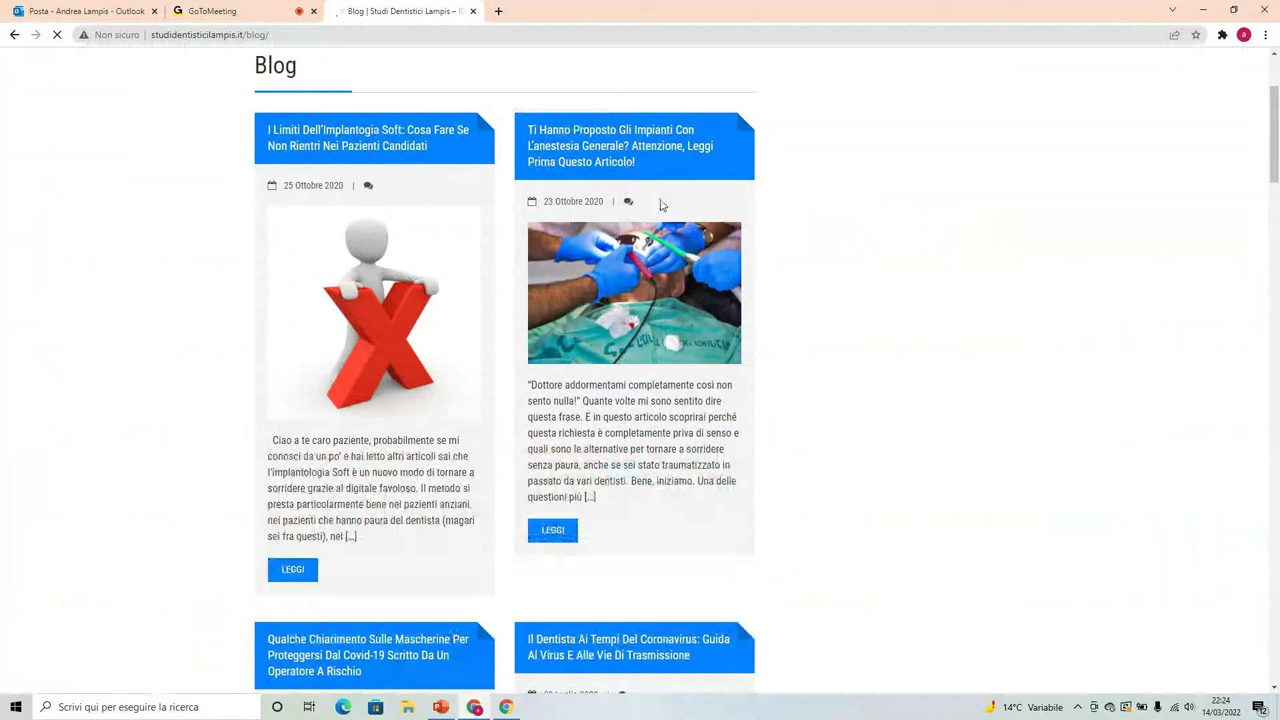 Posta - Andrea Lampis - Outlook
GoToMeeting
Blog | Studi Dentistici Lampis – IS
Non sicuro | studidentisticilampis.it/blog/
a
Blog
I Limiti Dell'Implantogia Soft: Cosa Fare Se
Non Rientri Nei Pazienti Candidati
25 Ottobre 2020 |
Ciao a te caro paziente, probabilmente se mi
conosci da un po' e hai letto altri articoli sai che
l'implantologia Soft è un nuovo modo di tornare a
sorridere grazie al digitale favoloso. Il metodo si
presta particolarmente bene nei pazienti anziani,
nei pazienti che hanno paura del dentista (magari
sei fra questi), nei [...]
LEGGI
Ti Hanno Proposto Gli Impianti Con
L'anestesia Generale? Attenzione, Leggi
Prima Questo Articolo!
23 Ottobre 2020 |
"Dottore addormentami completamente così non
sento nulla!" Quante volte mi sono sentito dire
questa frase. E in questo articolo scoprirai perché
questa richiesta è completamente priva di senso e
quali sono le alternative per tornare a sorridere
senza paura, anche se sei stato traumatizzato in
passato da vari dentisti. Bene, iniziamo. Una delle
questioni più [...]
LEGGI
Qualche Chiarimento Sulle Mascherine Per
Proteggersi Dal Covid-19 Scritto Da Un
Operatore A Rischio
Il Dentista Ai Tempi Del Coronavirus: Guida
Al Virus E Alle Vie Di Trasmissione
Scrivi qui per eseguire la ricerca
14°C Variabile
22:24
14/03/2022
12